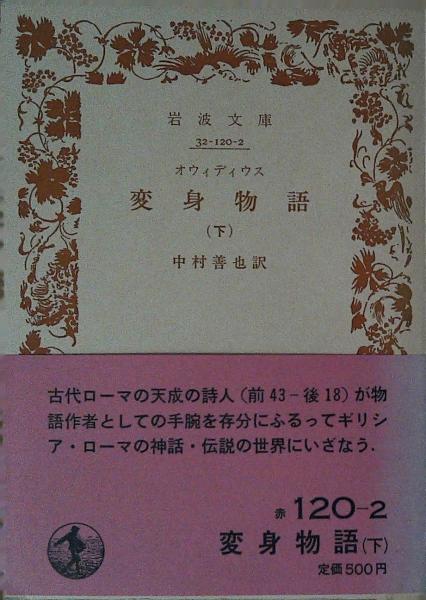 岩波文庫
32-120-2
オウィディウス
変身物語
(下)
中村善也訳
古代ローマの天成の詩人(前43−後18)が物
語作者としての手腕を存分にふるってギリシ
ア・ローマの神話・伝説の世界にいざなう.
赤 120-2
変身物語(下)
定価500円